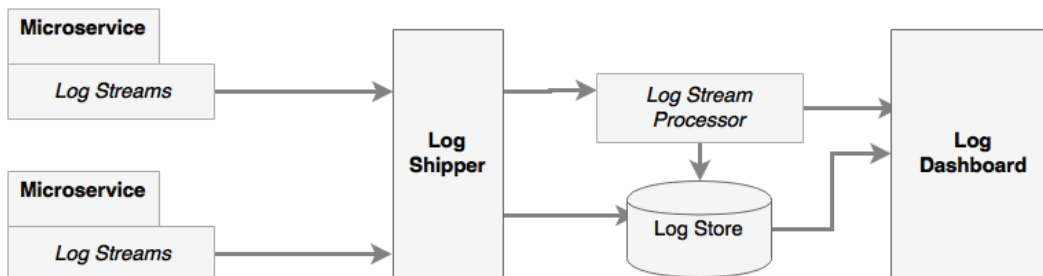 Microservice
Log Streams
Microservice
Log Streams
Log
Shipper
Log Stream
Processor
Log Store
Log
Dashboard